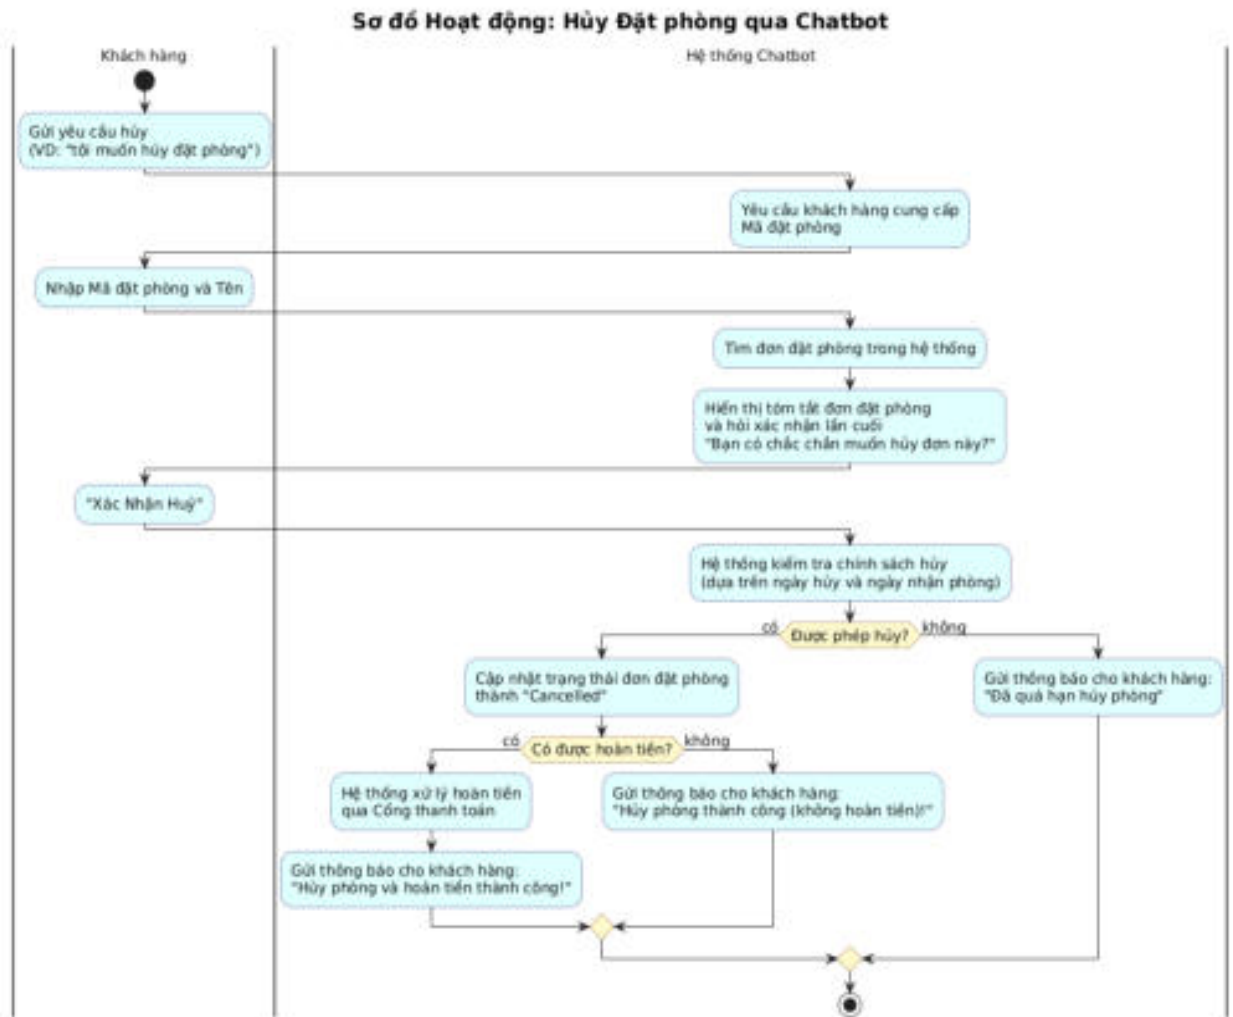 Sơ đồ Hoạt động: Hủy Đặt phòng qua Chatbot
Khách hàng
Hệ thống Chatbot
Gửi yêu cầu hủy
(VD: "tôi muốn hủy đặt phòng")
Yêu cầu khách hàng cung cấp
Mã đặt phòng
Nhập Mã đặt phòng và Tên
Tìm đơn đặt phòng trong hệ thống
Hiển thị tóm tắt đơn đặt phòng
và hỏi xác nhận lần cuối
"Bạn có chắc chắn muốn hủy đơn này?"
"Xác Nhận Huỷ"
Hệ thống kiểm tra chính sách hủy
(dựa trên ngày hủy và ngày nhận phòng)
có
Được phép hủy?
không
Cập nhật trạng thái đơn đặt phòng
thành "Cancelled"
Gửi thông báo cho khách hàng:
"Đã quá hạn hủy phòng"
có
Có được hoàn tiền?
không
Hệ thống xử lý hoàn tiền
qua Cổng thanh toán
Gửi thông báo cho khách hàng:
"Hủy phòng thành công (không hoàn tiền)!"
Gửi thông báo cho khách hàng:
"Hủy phòng và hoàn tiền thành công!"